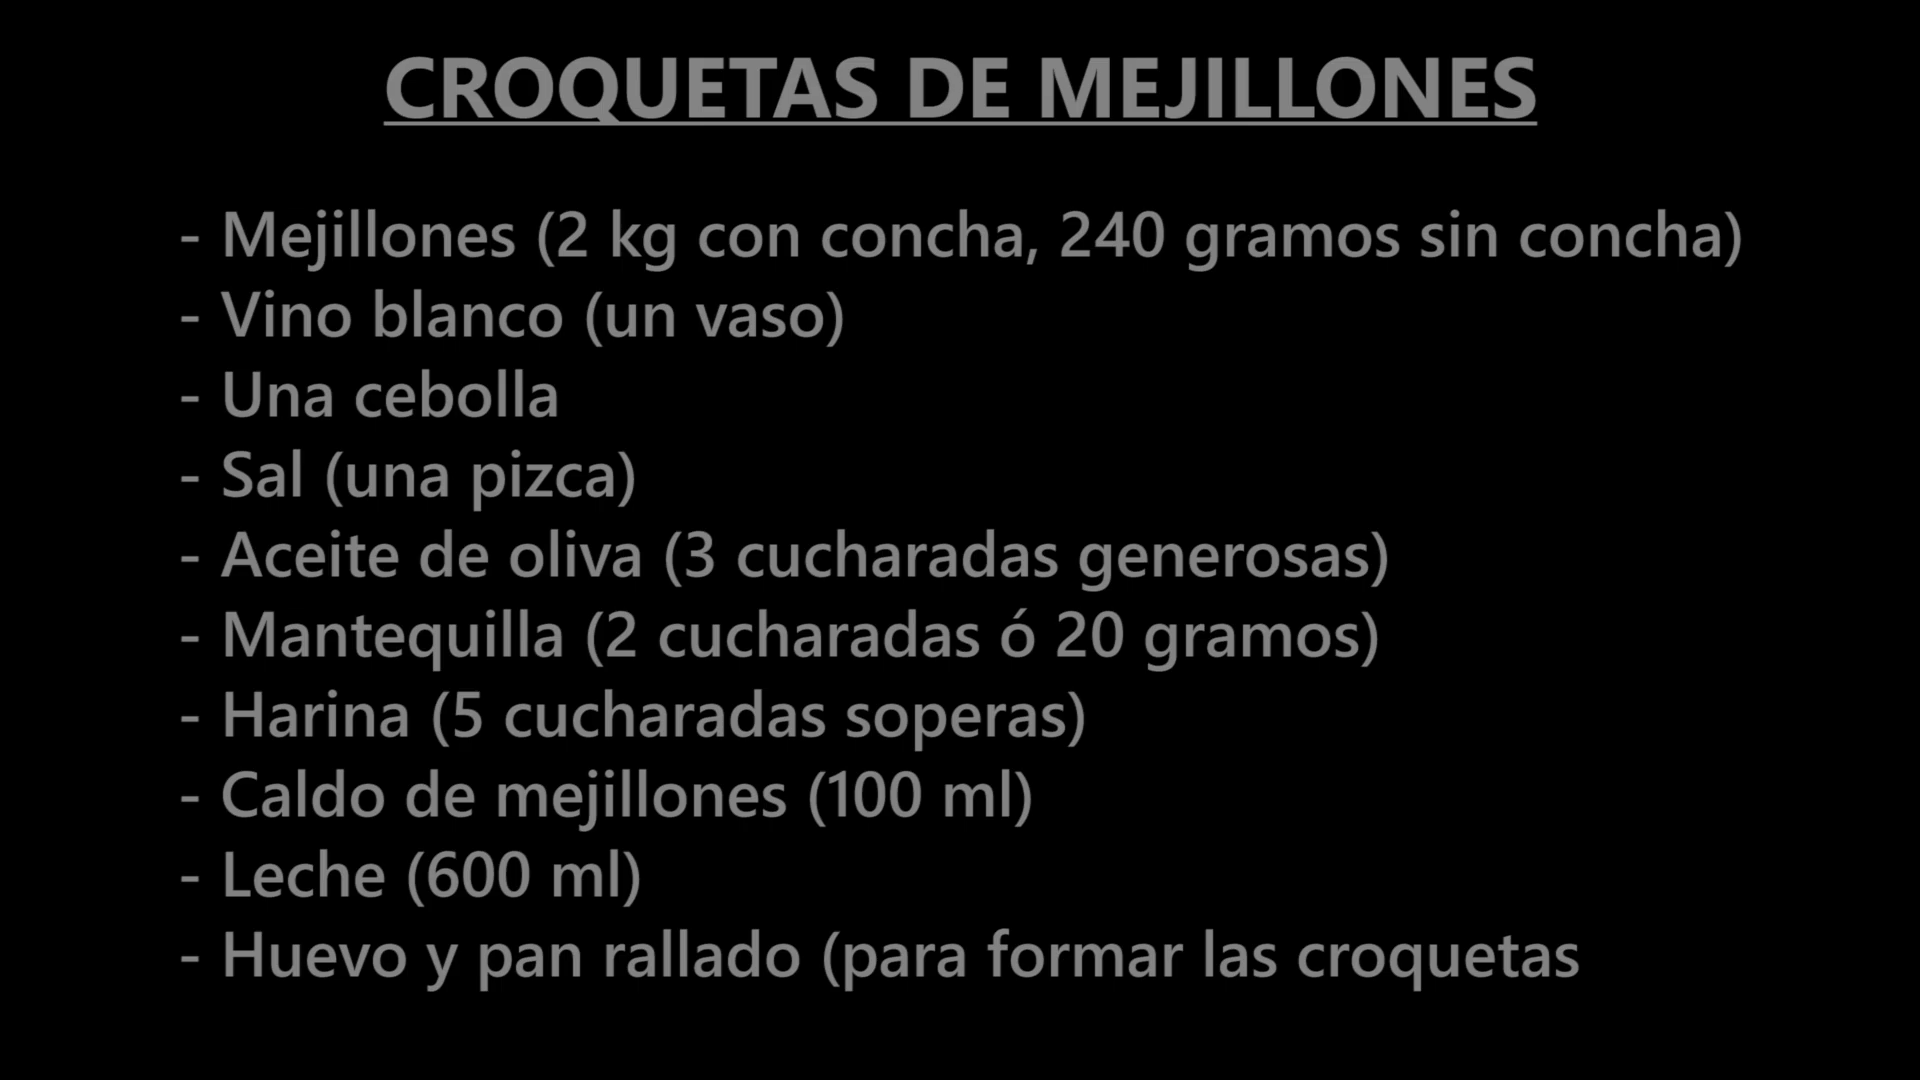 CROQUETAS DE MEJILLONES
- Mejillones (2 kg con concha, 240 gramos sin concha)
- Vino blanco (un vaso)
- Una cebolla
- Sal (una pizca)
- Aceite de oliva (3 cucharadas generosas)
- Mantequilla (2 cucharadas ó 20 gramos)
- Harina (5 cucharadas soperas)
- Caldo de mejillones (100 ml)
- Leche (600 ml)
- Huevo y pan rallado (para formar las croquetas